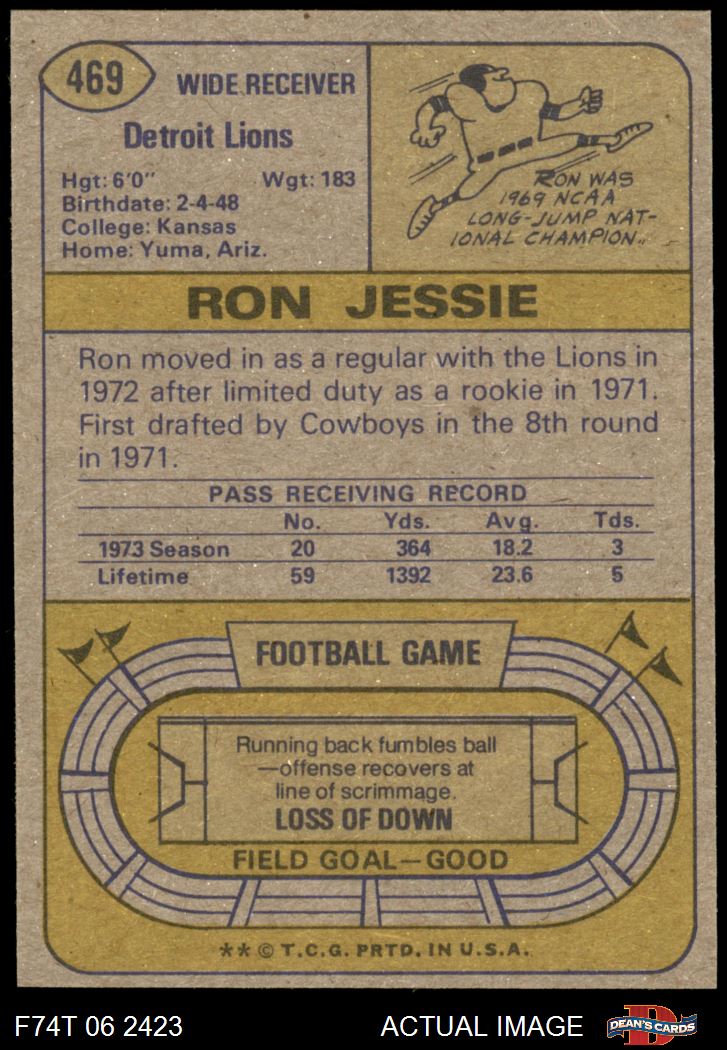 469
WIDE RECEIVER
Detroit Lions
Hgt: 6'0" Wgt: 183
Birthdate: 2-4-48
College: Kansas
Home: Yuma, Ariz.
RON WAS
1969 NCAA
LONG-JUMP NAT-
IONAL CHAMPION..
RON JESSIE
Ron moved in as a regular with the Lions in
1972 after limited duty as a rookie in 1971.
First drafted by Cowboys in the 8th round
in 1971.
PASS RECEIVING RECORD
No. Yds. Avg. Tds.
1973 Season 20 364 18.2 3
Lifetime 59 1392 23.6 5
FOOTBALL GAME
Running back fumbles ball
—offense recovers at
line of scrimmage.
LOSS OF DOWN
FIELD GOAL—GOOD
** © T.C.G. PRTD. IN U.S.A.
F74T 06 2423 ACTUAL IMAGE
D
DEAN'S CARDS